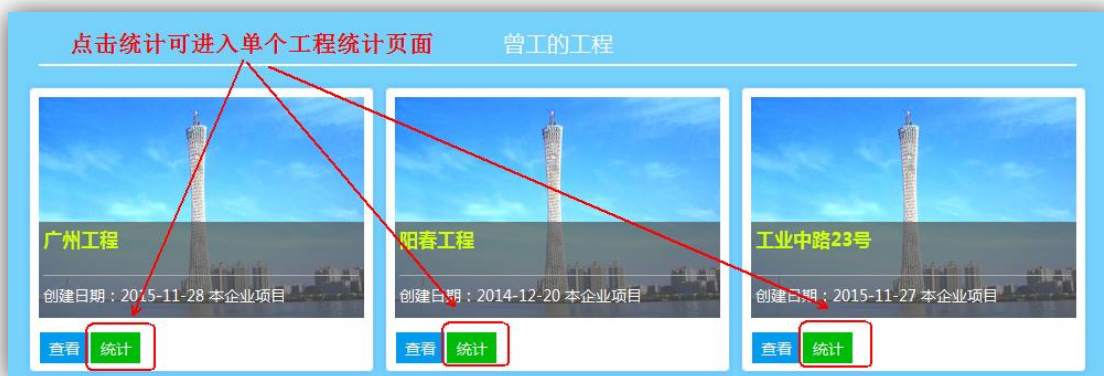 点击统计可进入单个工程统计页面
曾工的工程
广州工程
创建日期：2015-11-28 本企业项目
查看 统计
阳春工程
创建日期：2014-12-20 本企业项目
查看 统计
工业中路23号
创建日期：2015-11-27 本企业项目
查看 统计